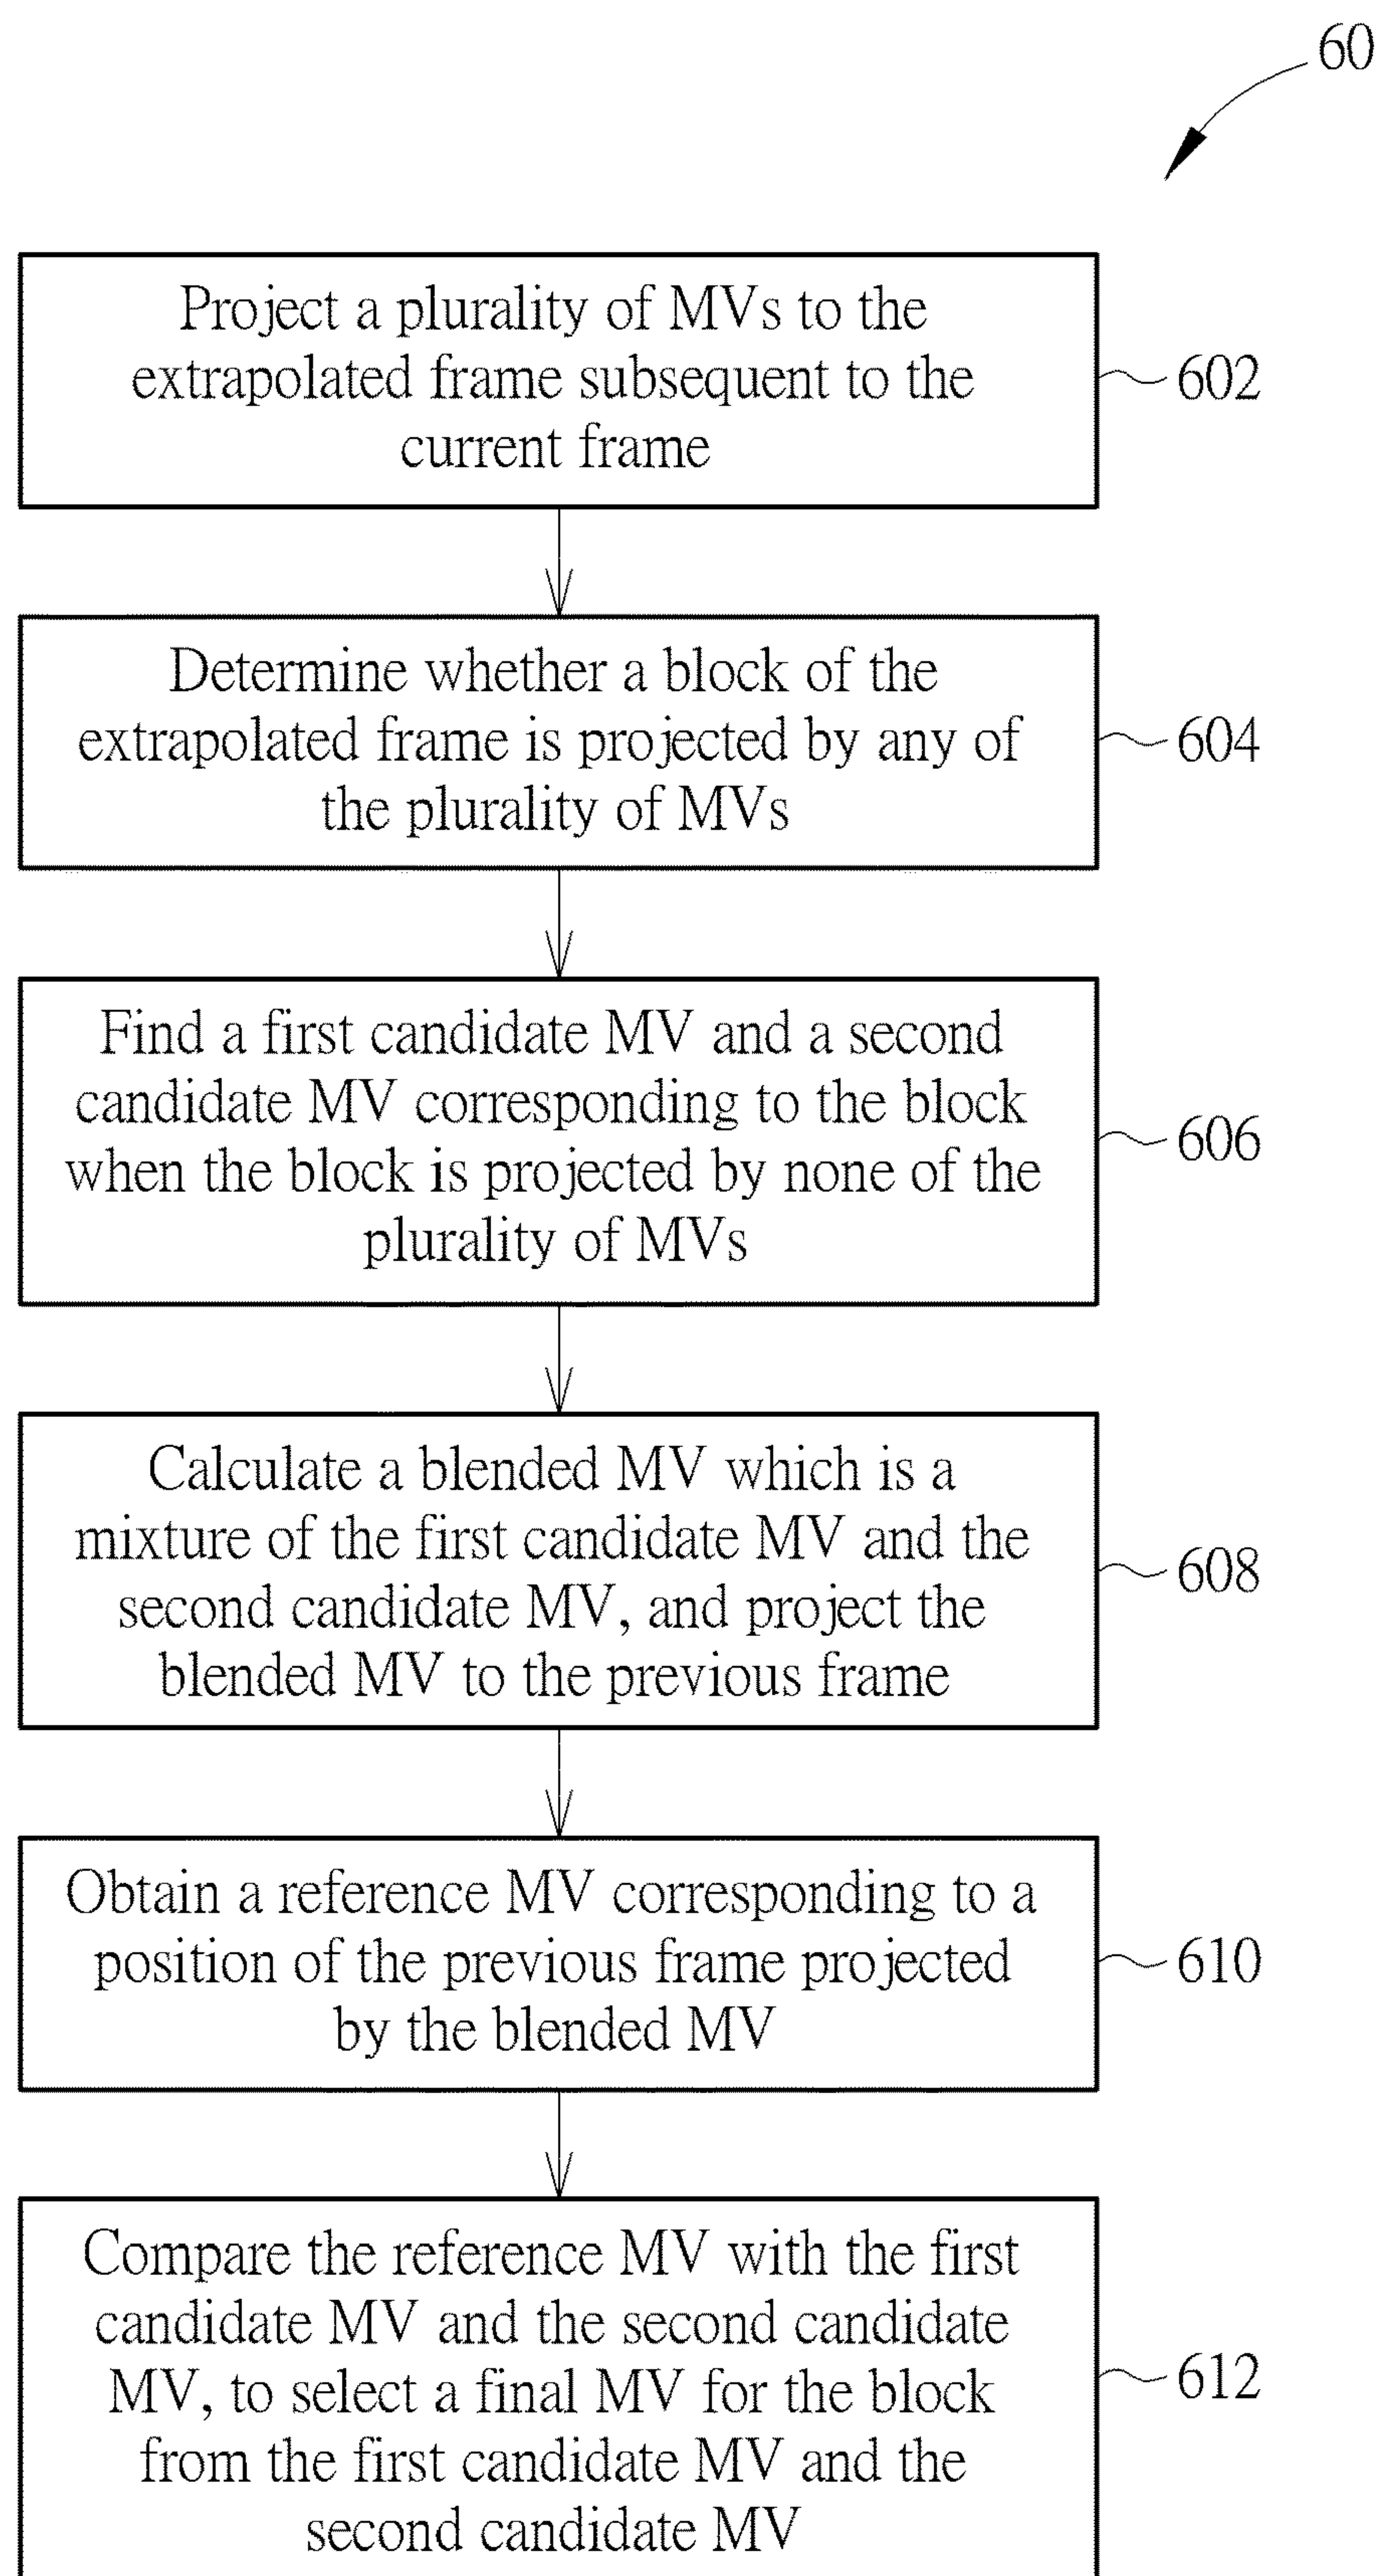 60
Project a plurality of MVs to the
extrapolated frame subsequent to the
current frame
602
Determine whether a block of the
extrapolated frame is projected by any of
the plurality of MVs
604
Find a first candidate MV and a second
candidate MV corresponding to the block
when the block is projected by none of the
plurality of MVs
606
Calculate a blended MV which is a
mixture of the first candidate MV and the
second candidate MV, and project the
blended MV to the previous frame
608
Obtain a reference MV corresponding to a
position of the previous frame projected
by the blended MV
610
Compare the reference MV with the first
candidate MV and the second candidate
MV, to select a final MV for the block
from the first candidate MV and the
second candidate MV
612